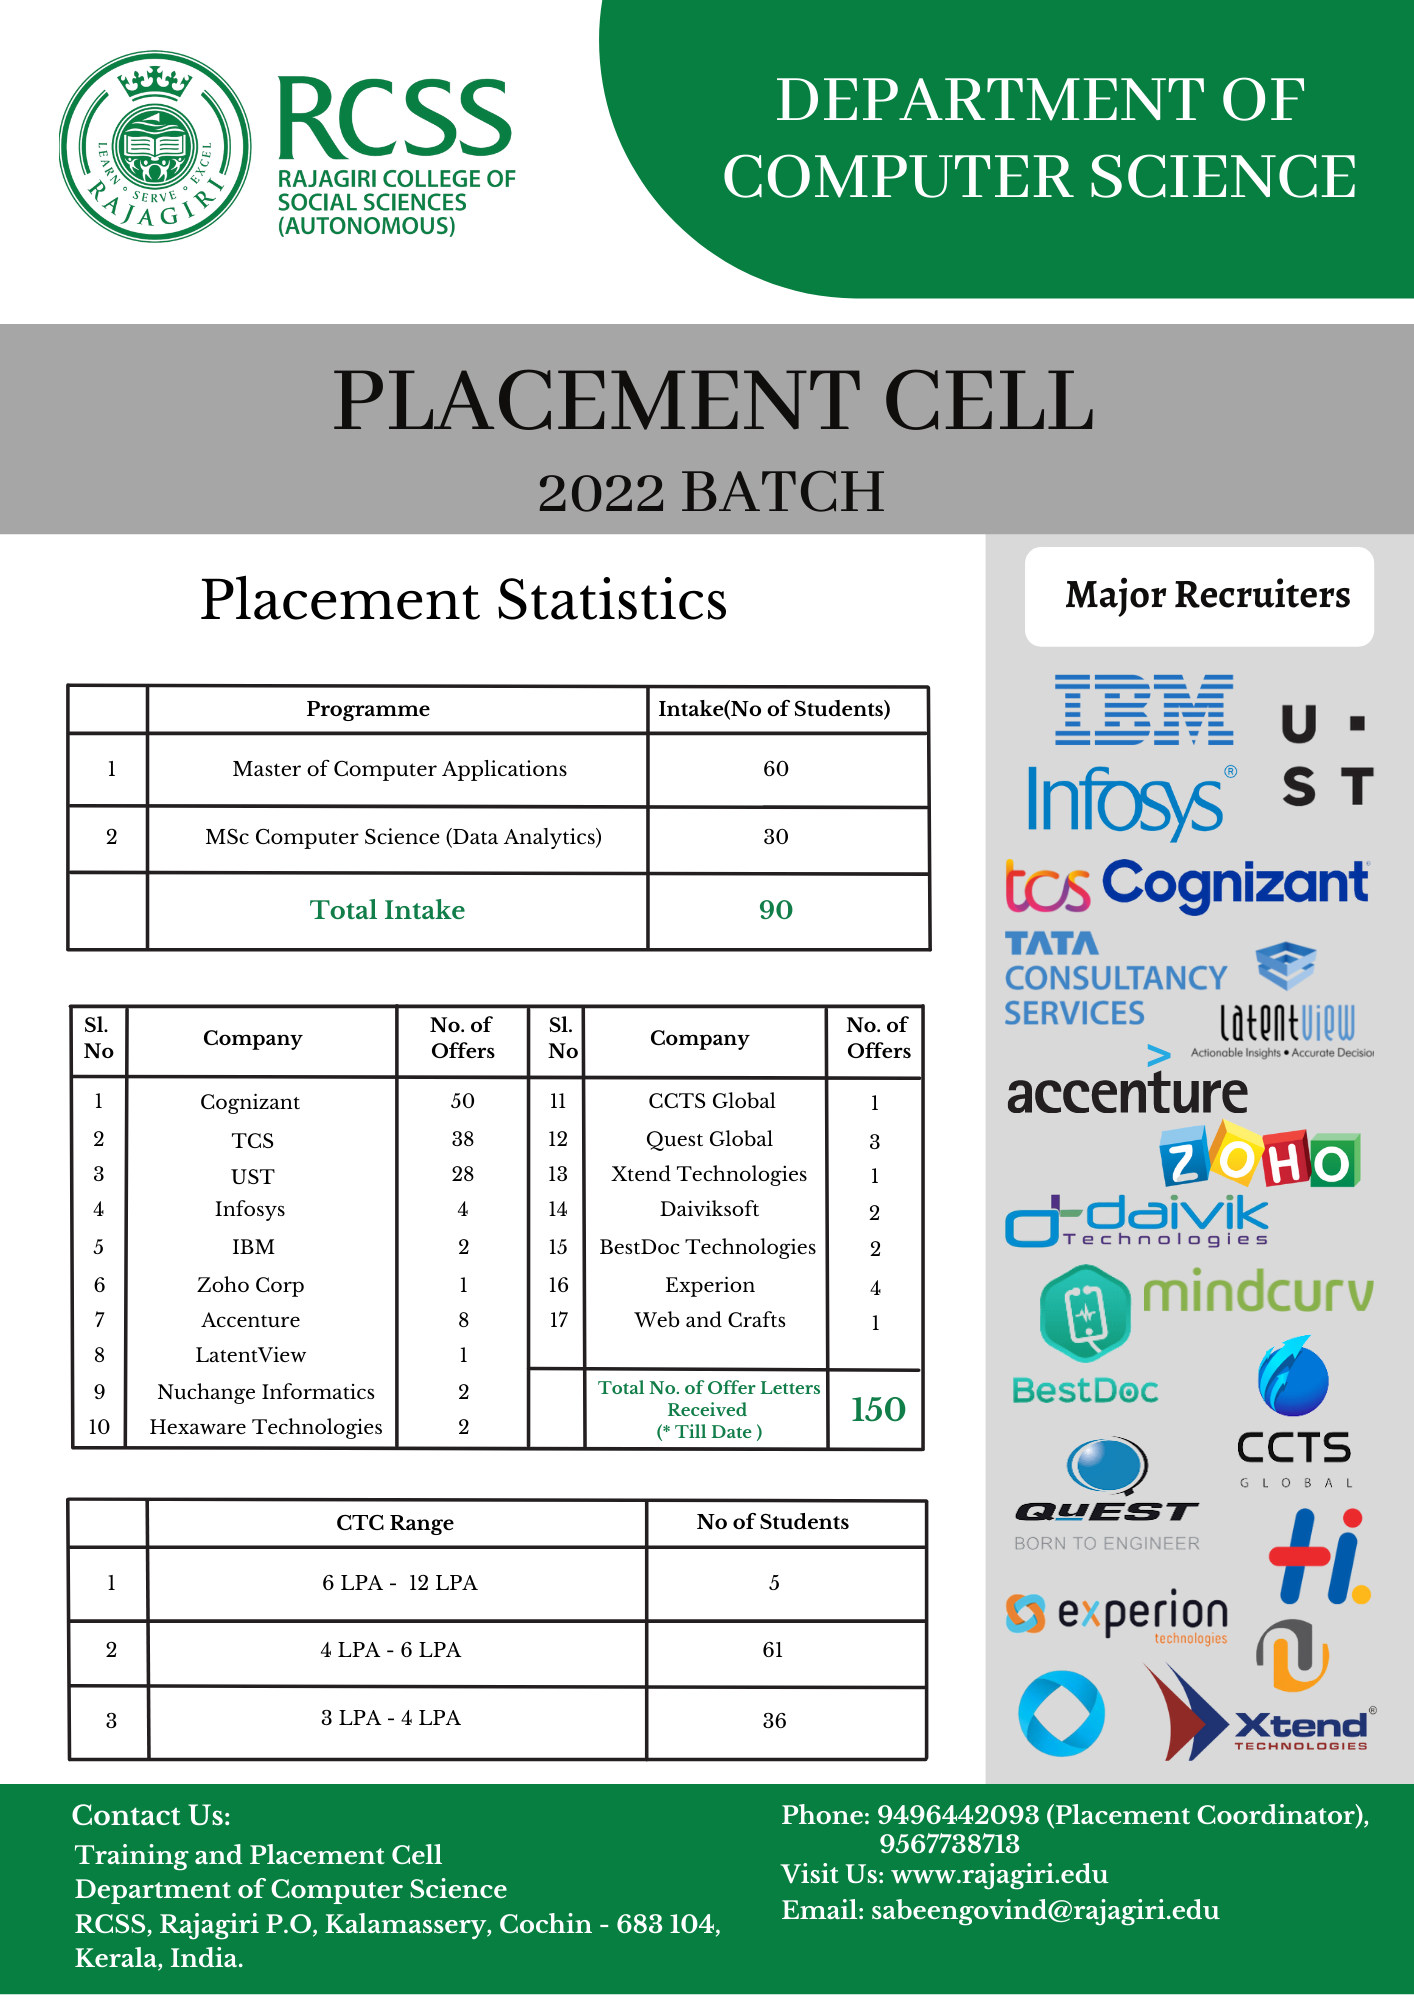 LEARN ° SERVE ° EXCEL
RAJAGIRI
RCSS
RAJAGIRI COLLEGE OF
SOCIAL SCIENCES
(AUTONOMOUS)
DEPARTMENT OF
COMPUTER SCIENCE
PLACEMENT CELL
2022 BATCH
Placement Statistics
Programme Intake(No of Students)
1 Master of Computer Applications 60
2 MSc Computer Science (Data Analytics) 30
Total Intake 90
Sl. No Company No. of Offers Sl. No Company No. of Offers
1 Cognizant 50 11 CCTS Global 1
2 TCS 38 12 Quest Global 3
3 UST 28 13 Xtend Technologies 1
4 Infosys 4 14 Daiviksoft 2
5 IBM 2 15 BestDoc Technologies 2
6 Zoho Corp 1 16 Experion 4
7 Accenture 8 17 Web and Crafts 1
8 LatentView 1
9 Nuchange Informatics 2
10 Hexaware Technologies 2
Total No. of Offer Letters
Received
(* Till Date )
150
CTC Range No of Students
1 6 LPA - 12 LPA 5
2 4 LPA - 6 LPA 61
3 3 LPA - 4 LPA 36
Major Recruiters
IBM
U ·
ST
Infosys®
tcs
Cognizant
TATA
CONSULTANCY
SERVICES
LatentView
Actionable Insights • Accurate Decisio
accenture
ZOHO
daivik
Technologies
mindcurv
BestDoc
CCTS
GLOBAL
QuEST
BORN TO ENGINEER
experion
technologies
Xtend®
TECHNOLOGIES
Contact Us:
Training and Placement Cell
Department of Computer Science
RCSS, Rajagiri P.O, Kalamassery, Cochin - 683 104,
Kerala, India.
Phone: 9496442093 (Placement Coordinator),
9567738713
Visit Us: www.rajagiri.edu
Email: sabeengovind@rajagiri.edu